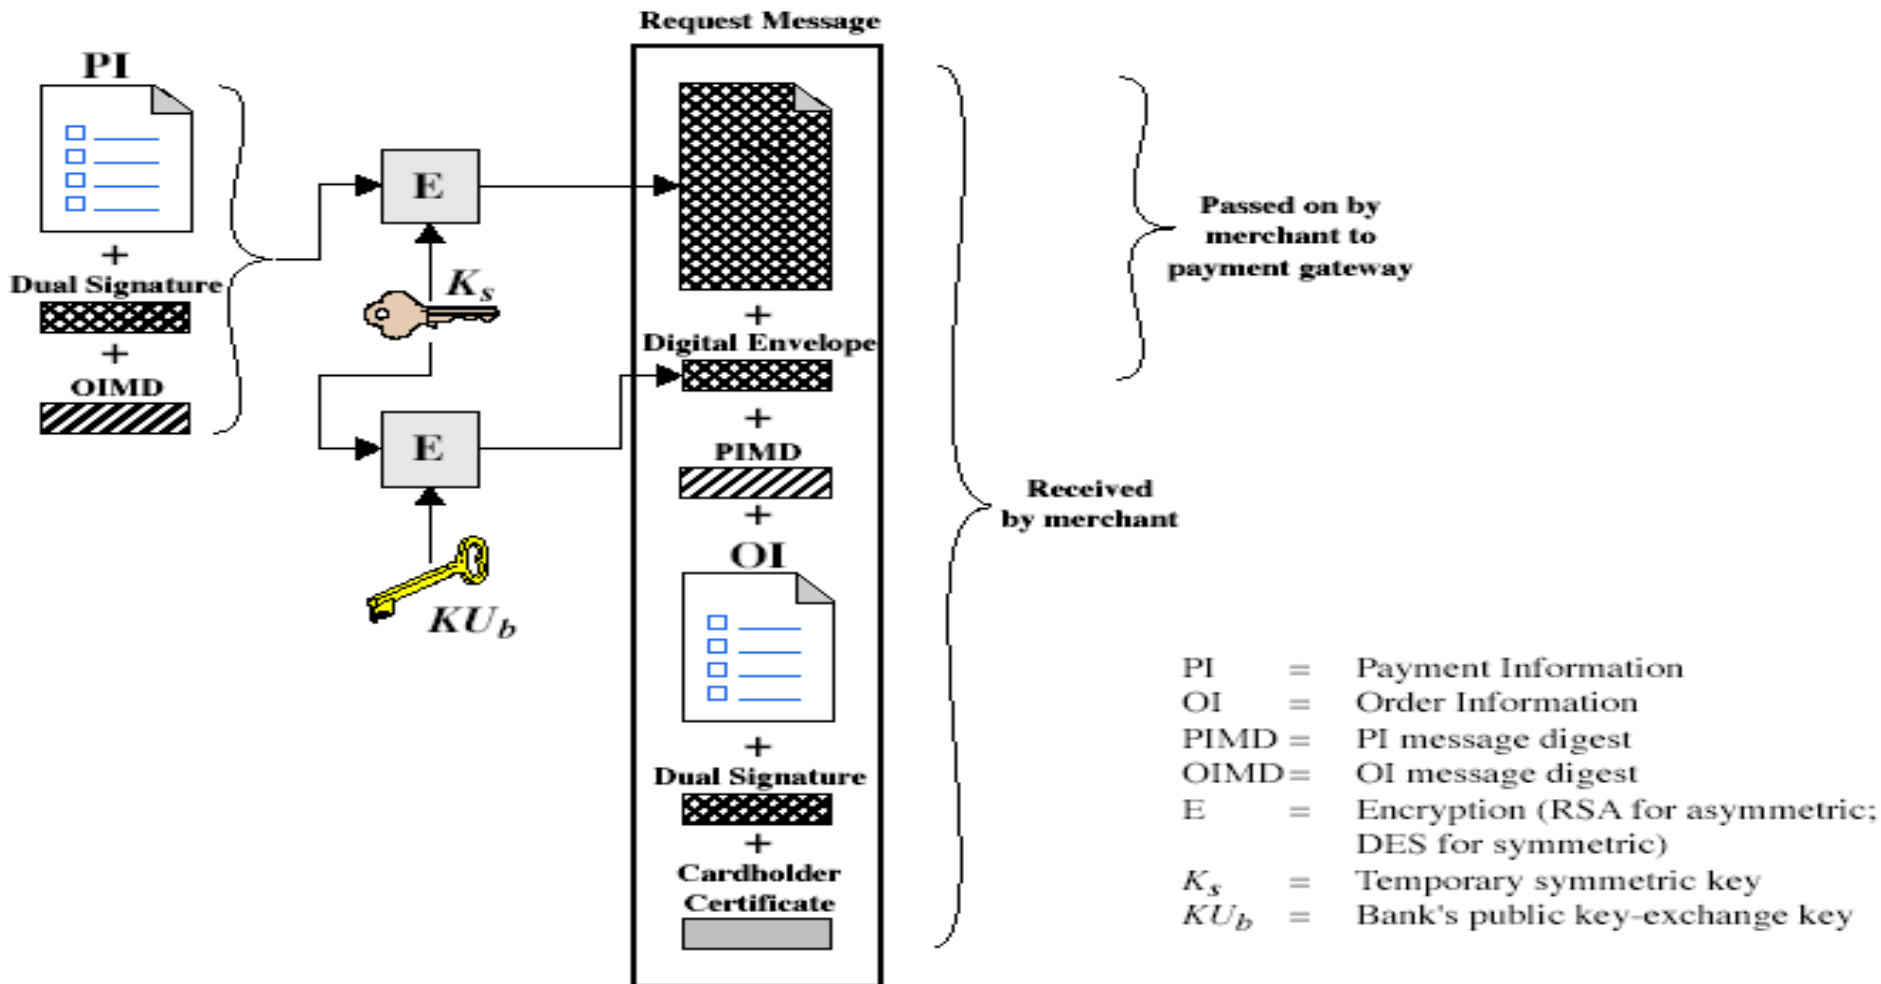 Request Message
PI
+
Dual Signature
+
OIMD
E
Ks
E
KUb
+
Digital Envelope
+
PIMD
+
OI
+
Dual Signature
+
Cardholder
Certificate
Passed on by
merchant to
payment gateway
Received
by merchant
PI = Payment Information
OI = Order Information
PIMD = PI message digest
OIMD = OI message digest
E = Encryption (RSA for asymmetric;
DES for symmetric)
Ks = Temporary symmetric key
KUb = Bank's public key-exchange key